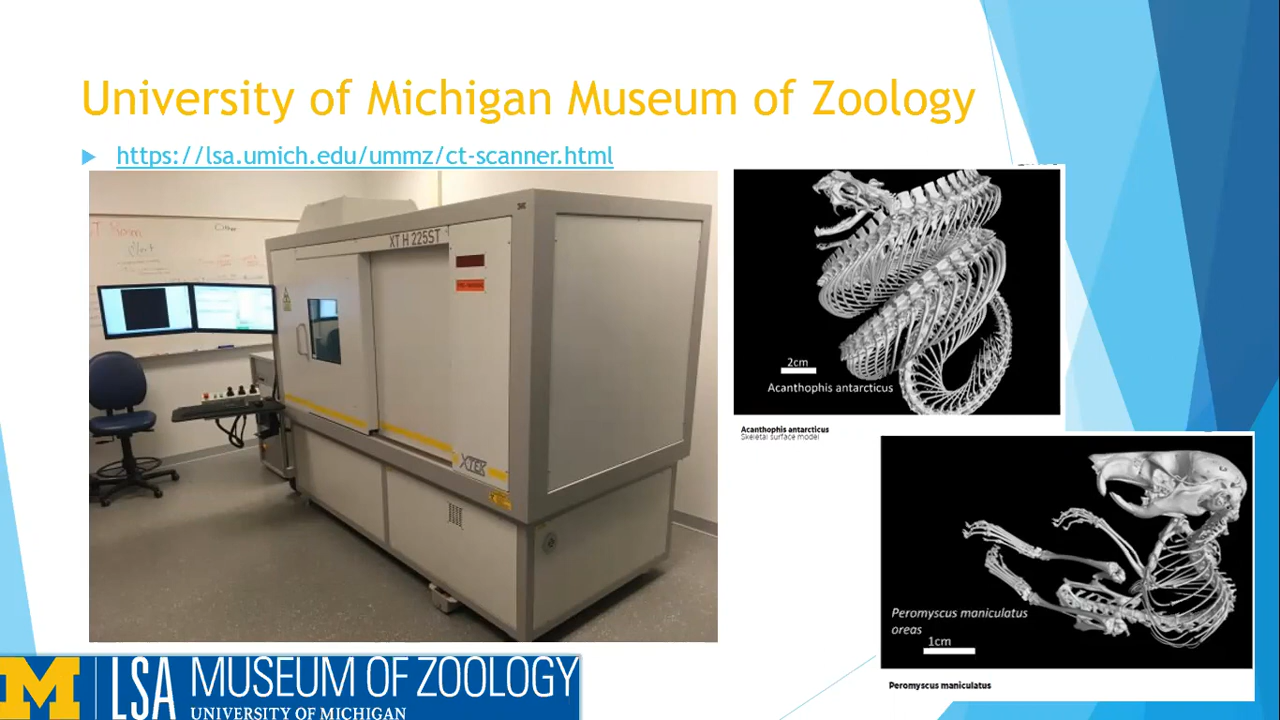 University of Michigan Museum of Zoology
https://lsa.umich.edu/ummz/ct-scanner.html
XT H 225ST
XTEK
2cm
Acanthophis antarcticus
Acanthophis antarcticus
Skeletal surface model
Peromyscus maniculatus
oreas
1cm
Peromyscus maniculatus
M LSA MUSEUM OF ZOOLOGY
UNIVERSITY OF MICHIGAN